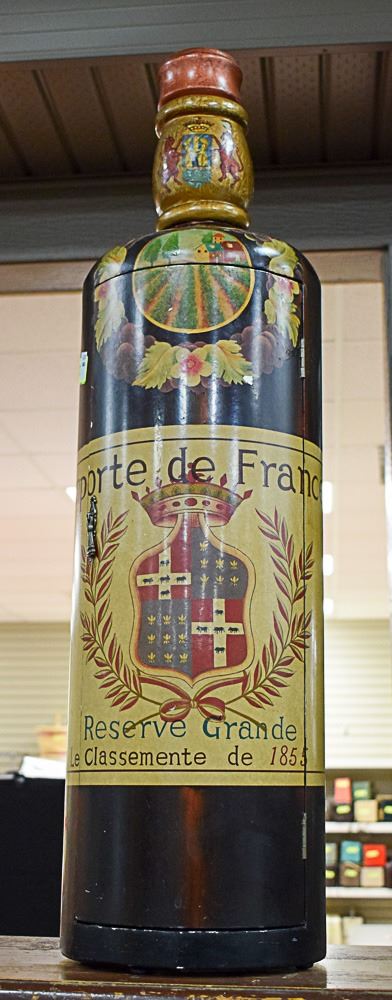 porte de Franc
Reserve Grande
Le Classemente de 1855